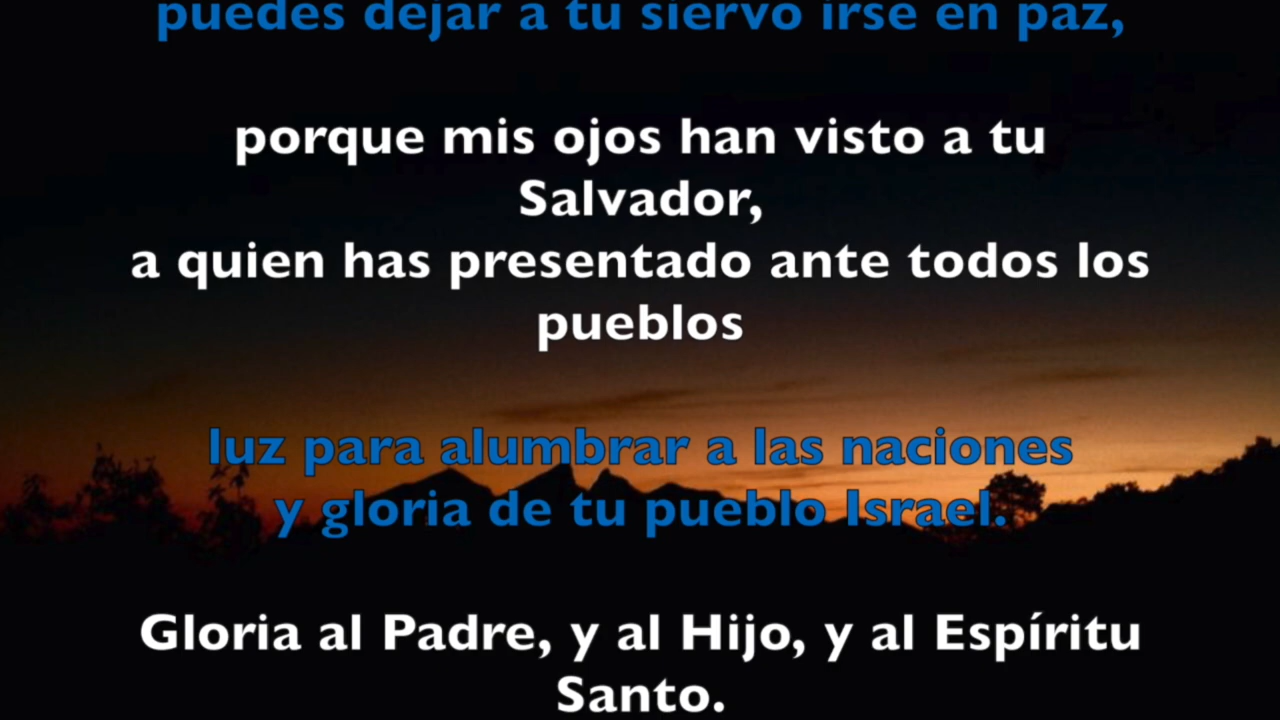 puedes dejar a tu siervo irse en paz,
porque mis ojos han visto a tu
Salvador,
a quien has presentado ante todos los
pueblos
luz para alumbrar a las naciones
y gloria de tu pueblo Israel.
Gloria al Padre, y al Hijo, y al Espíritu
Santo.